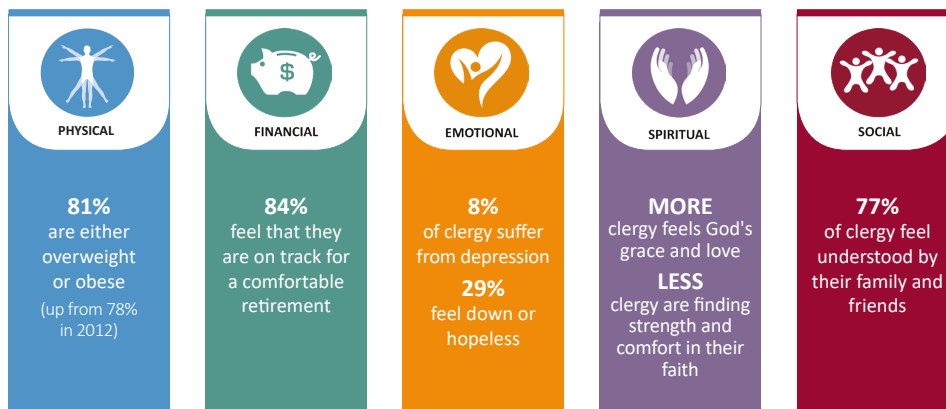 PHYSICAL
81%
are either
overweight
or obese
(up from 78%
in 2012)
$
FINANCIAL
84%
feel that they
are on track for
a comfortable
retirement
EMOTIONAL
8%
of clergy suffer
from depression
29%
feel down or
hopeless
SPIRITUAL
MORE
clergy feels God's
grace and love
LESS
clergy are finding
strength and
comfort in their
faith
SOCIAL
77%
of clergy feel
understood by
their family and
friends